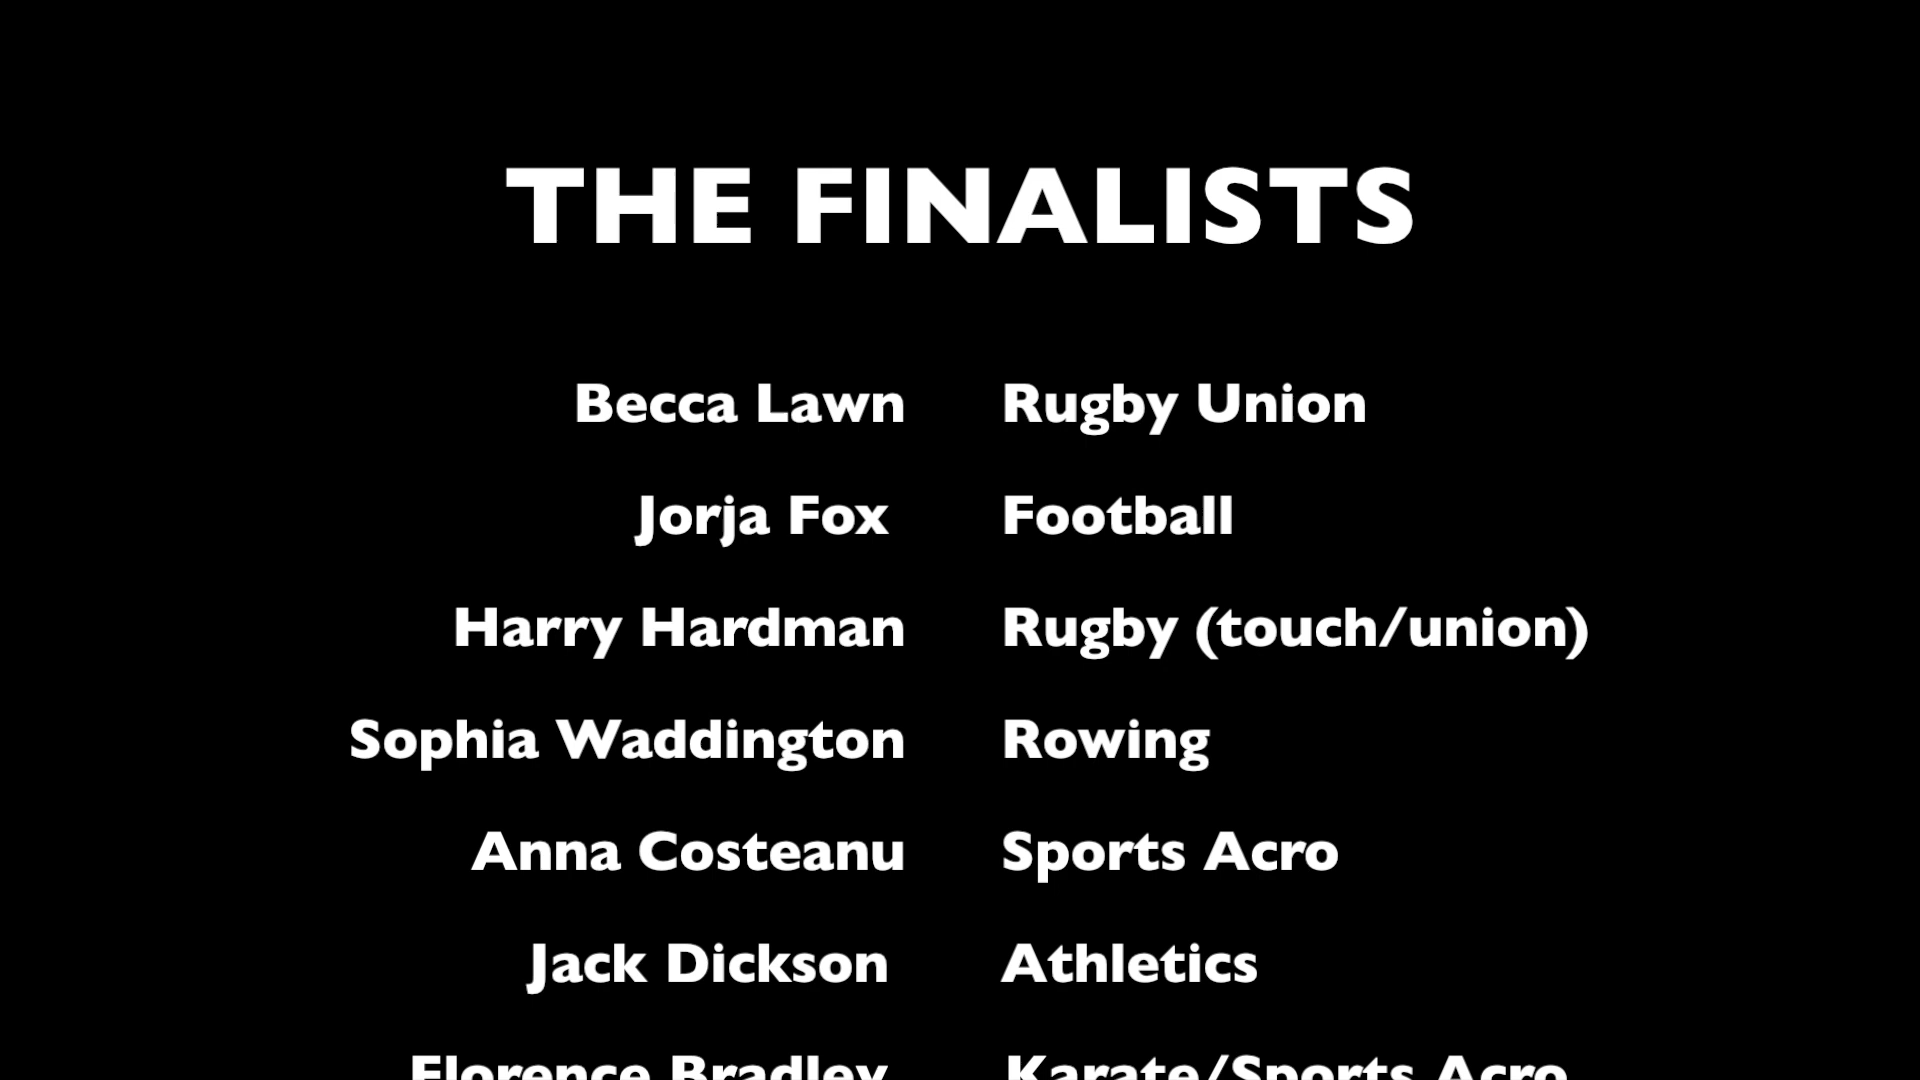 THE FINALISTS
Becca Lawn Rugby Union
Jorja Fox Football
Harry Hardman Rugby (touch/union)
Sophia Waddington Rowing
Anna Costeanu Sports Acro
Jack Dickson Athletics
Florence Bradley Karate/Sports Acro